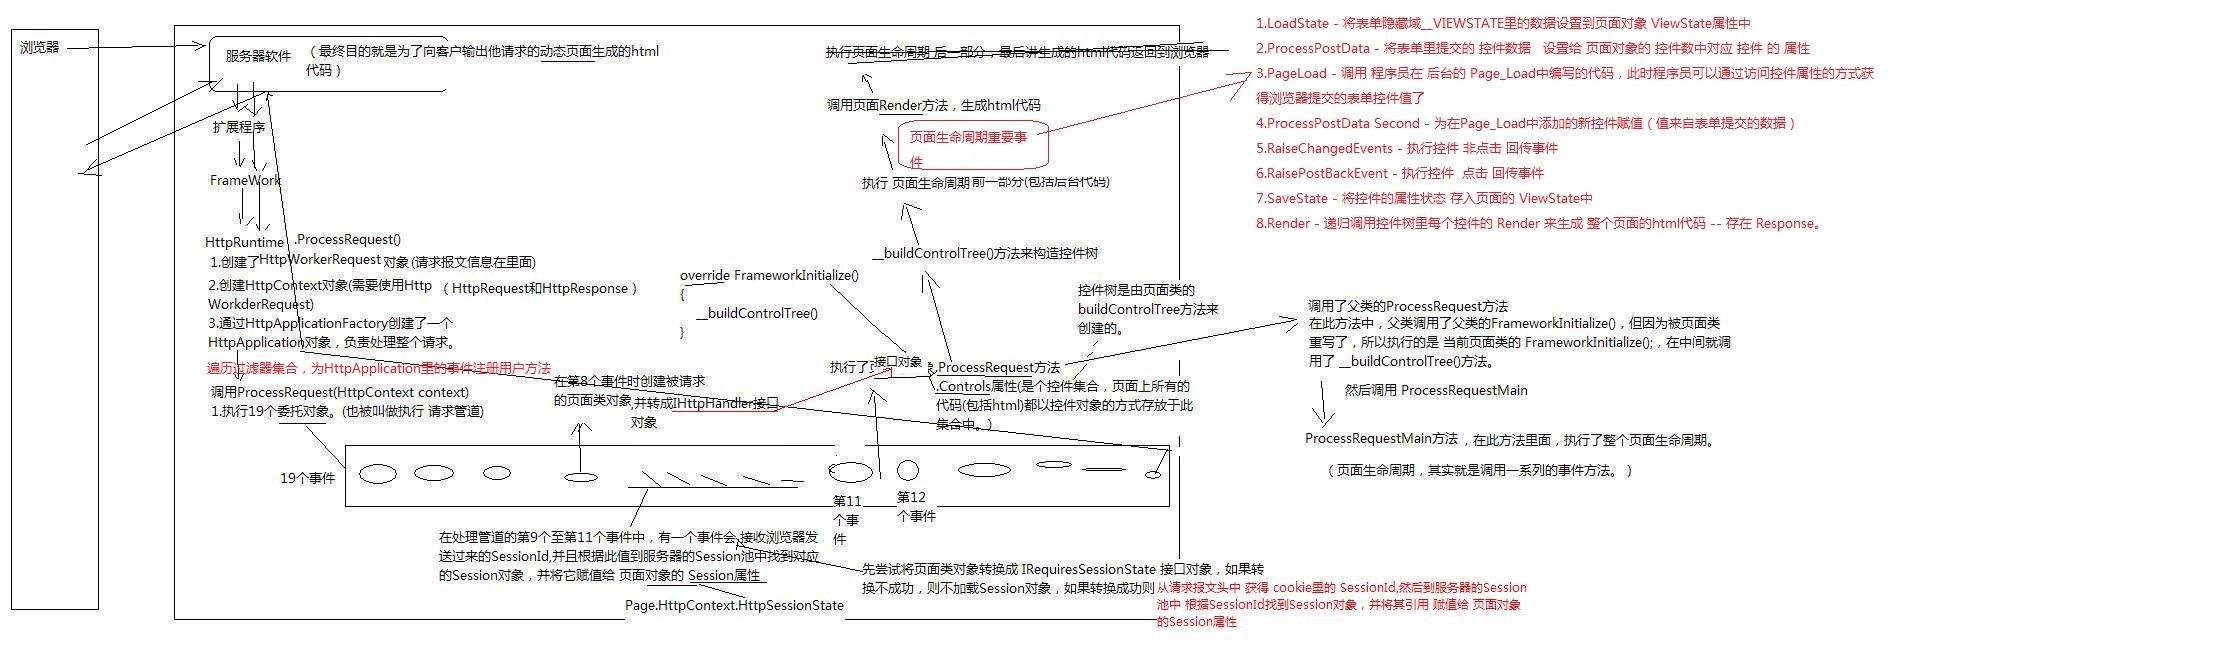 浏览器
服务器软件
（最终目的就是为了向客户输出他请求的动态页面生成的html
代码）
扩展程序
FrameWork
HttpRuntime
.ProcessRequest()
1.创建了HttpWorkerRequest 对象(请求报文信息在里面)
2.创建HttpContext对象(需要使用Http
WorkderRequest)
（HttpRequest和HttpResponse）
3.通过HttpApplicationFactory创建了一个
HttpApplication对象，负责处理整个请求。
遍历过滤器集合，为HttpApplication里的事件注册用户方法
调用ProcessRequest(HttpContext context)
1.执行19个委托对象。(也被叫做执行 请求管道)
19个事件
在第8个事件时创建被请求
的页面类对象
,并转成IHttpHandler接口
对象
override FrameworkInitialize()
{
__buildControlTree()
}
执行页面生命周期 后一部分，最后讲生成的html代码返回到浏览器
调用页面Render方法，生成html代码
页面生命周期重要事
件
执行 页面生命周期前一部分(包括后台代码)
__buildControlTree()方法来构造控件树
控件树是由页面类的
buildControlTree方法来
创建的。
执行了
接口对象
.ProcessRequest方法
.Controls属性(是个控件集合，页面上所有的
代码(包括html)都以控件对象的方式存放于此
集合中。)
第11
个事
件
第12
个事件
在处理管道的第9个至第11个事件中，有一个事件会 接收浏览器发
送过来的SessionId,并且根据此值到服务器的Session池中找到对应
的Session对象，并将它赋值给 页面对象的 Session属性
Page.HttpContext.HttpSessionState
先尝试将页面类对象转换成 IRequiresSessionState 接口对象，如果转
换不成功，则不加载Session对象，如果转换成功则
从请求报文头中 获得 cookie里的 SessionId,然后到服务器的Session
池中 根据SessionId找到Session对象，并将其引用 赋值给 页面对象
的Session属性
1.LoadState - 将表单隐藏域__VIEWSTATE里的数据设置到页面对象 ViewState属性中
2.ProcessPostData - 将表单里提交的 控件数据 设置给 页面对象的 控件数中对应 控件 的 属性
3.PageLoad - 调用 程序员在 后台的 Page_Load中编写的代码，此时程序员可以通过访问控件属性的方式获
得浏览器提交的表单控件值了
4.ProcessPostData Second - 为在Page_Load中添加的新控件赋值（值来自表单提交的数据）
5.RaiseChangedEvents - 执行控件 非点击 回传事件
6.RaisePostBackEvent - 执行控件 点击 回传事件
7.SaveState - 将控件的属性状态 存入页面的 ViewState中
8.Render - 递归调用控件树里每个控件的 Render 来生成 整个页面的html代码 -- 存在 Response。
调用了父类的ProcessRequest方法
在此方法中，父类调用了父类的FrameworkInitialize()，但因为被页面类
重写了，所以执行的是 当前页面类的 FrameworkInitialize();，在中间就调
用了 __buildControlTree()方法。
然后调用 ProcessRequestMain
ProcessRequestMain方法，在此方法里面，执行了整个页面生命周期。
（页面生命周期，其实就是调用一系列的事件方法。）